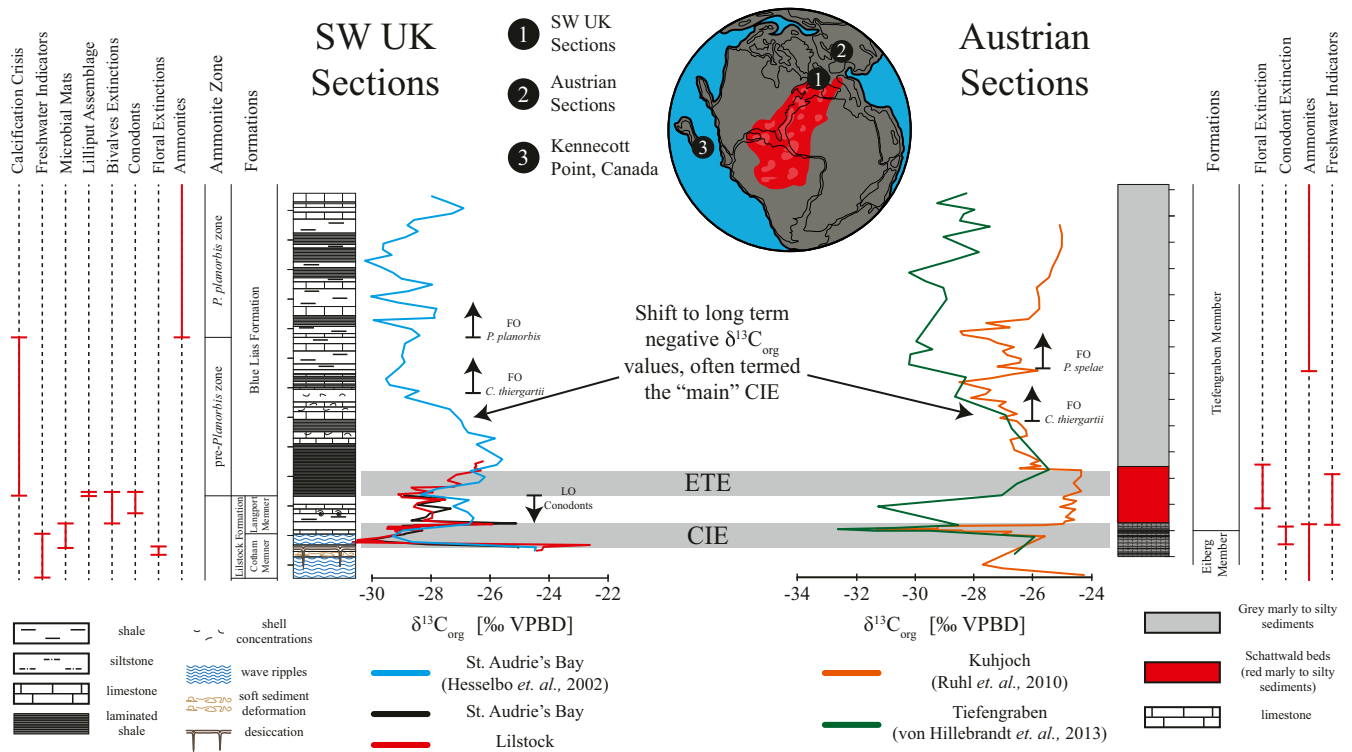 SW UK
Sections
1 SW UK
Sections
2 Austrian
Sections
3 Kennecott
Point, Canada
1
2
3
Austrian
Sections
Calcification Crisis
Freshwater Indicators
Microbial Mats
Lilliput Assemblage
Bivalves Extinctions
Conodonts
Floral Extinctions
Ammonites
Ammonite Zone
Formations
P. planorbis zone
pre-Planorbis zone
Blue Lias Formation
Lilstock Formation
Langport
Memner
Cotham
Memner
FO
P. planorbis
FO
C. thiergartii
LO
Conodonts
Shift to long term
negative δ13Corg
values, often termed
the “main” CIE
ETE
CIE
FO
P. spelae
FO
C. thiergartii
Formations
Floral Extinction
Conodont Extinction
Ammonites
Freshwater Indicators
Tiefengraben Memnber
Eiberg
Member
-30 -28 -26 -24 -22
δ13Corg [‰ VPBD]
-34 -32 -30 -28 -26 -24
δ13Corg [‰ VPBD]
shale
siltstone
limestone
laminated
shale
shell
concentrations
wave ripples
soft sediment
deformation
desiccation
St. Audrie's Bay
(Hesselbo et. al., 2002)
St. Audrie's Bay
Lilstock
Kuhjoch
(Ruhl et. al., 2010)
Tiefengraben
(von Hillebrandt et. al., 2013)
Grey marly to silty
sediments
Schattwald beds
(red marly to silty
sediments)
limestone